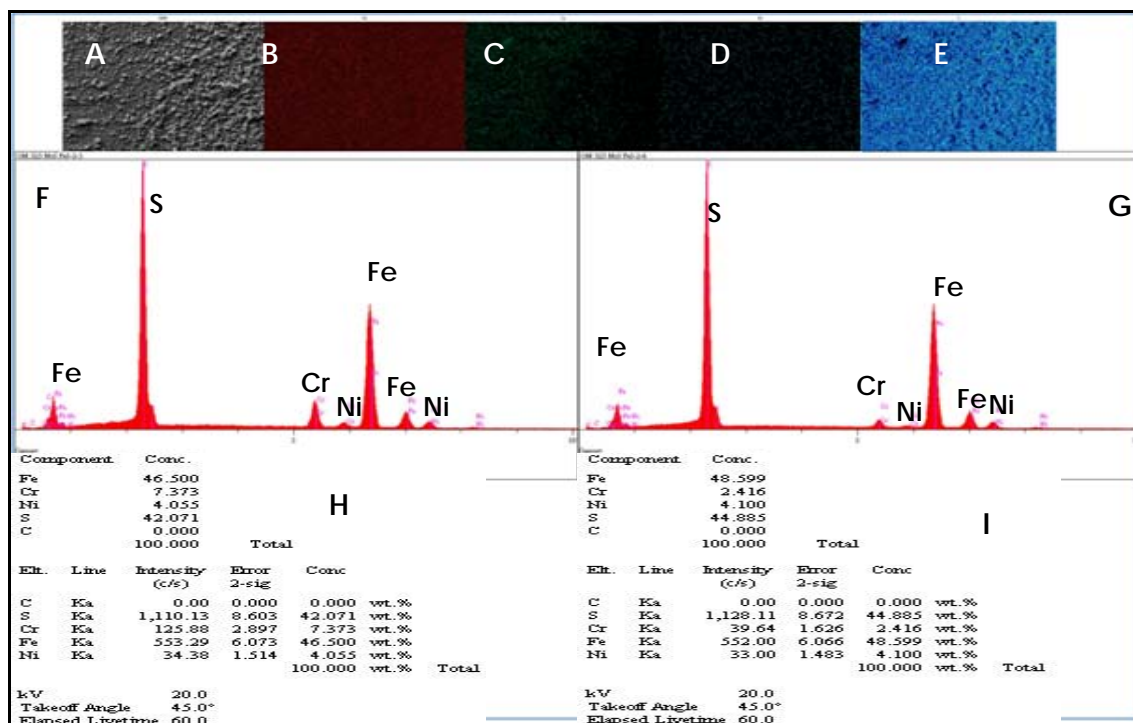 A B C D E
F
S
Fe
Fe
Cr
Ni
Fe
Ni
G
S
Fe
Fe
Cr
Ni
Fe
Ni
Component Conc.
Fe 46.500
Cr 7.373
Ni 4.055
S 42.071
C 0.000
100.000 Total
H
Elt. Line Intensity (c/s) Error 2-sig Conc
C Ka 0.00 0.000 0.000 wt.%
S Ka 1,110.13 8.603 42.071 wt.%
Cr Ka 125.88 2.897 7.373 wt.%
Fe Ka 553.29 6.073 46.500 wt.%
Ni Ka 34.38 1.514 4.055 wt.%
100.000 wt.% Total
kV 20.0
Takeoff Angle 45.0°
Elapsed Livetime 60.0
Component Conc.
Fe 48.599
Cr 2.416
Ni 4.100
S 44.885
C 0.000
100.000 Total
I
Elt. Line Intensity (c/s) Error 2-sig Conc
C Ka 0.00 0.000 0.000 wt.%
S Ka 1,128.11 8.672 44.885 wt.%
Cr Ka 39.64 1.626 2.416 wt.%
Fe Ka 552.00 6.066 48.599 wt.%
Ni Ka 33.00 1.483 4.100 wt.%
100.000 wt.% Total
kV 20.0
Takeoff Angle 45.0°
Elapsed Livetime 60.0